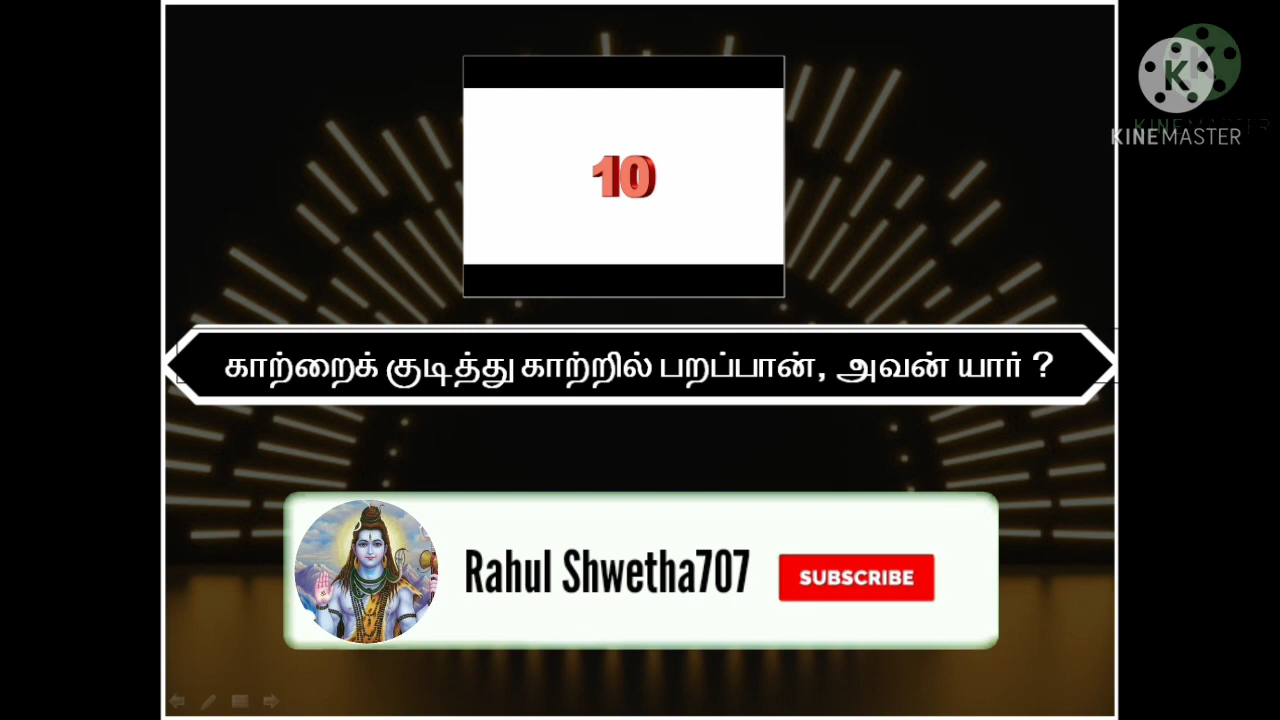 K
KINEMASTER
10
காற்றைக் குடித்து காற்றில் பறப்பான், அவன் யார் ?
Rahul Shwetha707
SUBSCRIBE